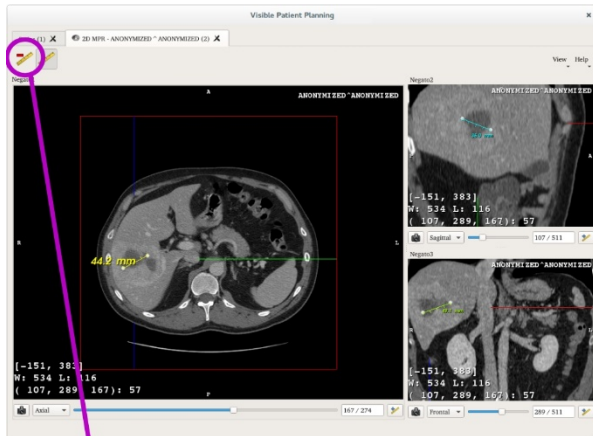 Visible Patient Planning
(1)
2D MPR - ANONYMIZED^ANONYMIZED (2)
View Help
A
ANONYMIZED^ANONYMIZED
R
L
44.2 mm
[-151, 383]
W: 534 L: 116
( 107, 289, 167): 57
F
Axial
167 / 274
Negato2
ANONYMIZED^ANONYMIZED
A
[-151, 383]
W: 534 L: 116
( 107, 289, 167): 57
Sagittal
107 / 511
Negato3
ANONYMIZED^ANONYMIZED
[-151, 383]
W: 534 L: 116
( 107, 289, 167): 57
Frontal
289 / 511